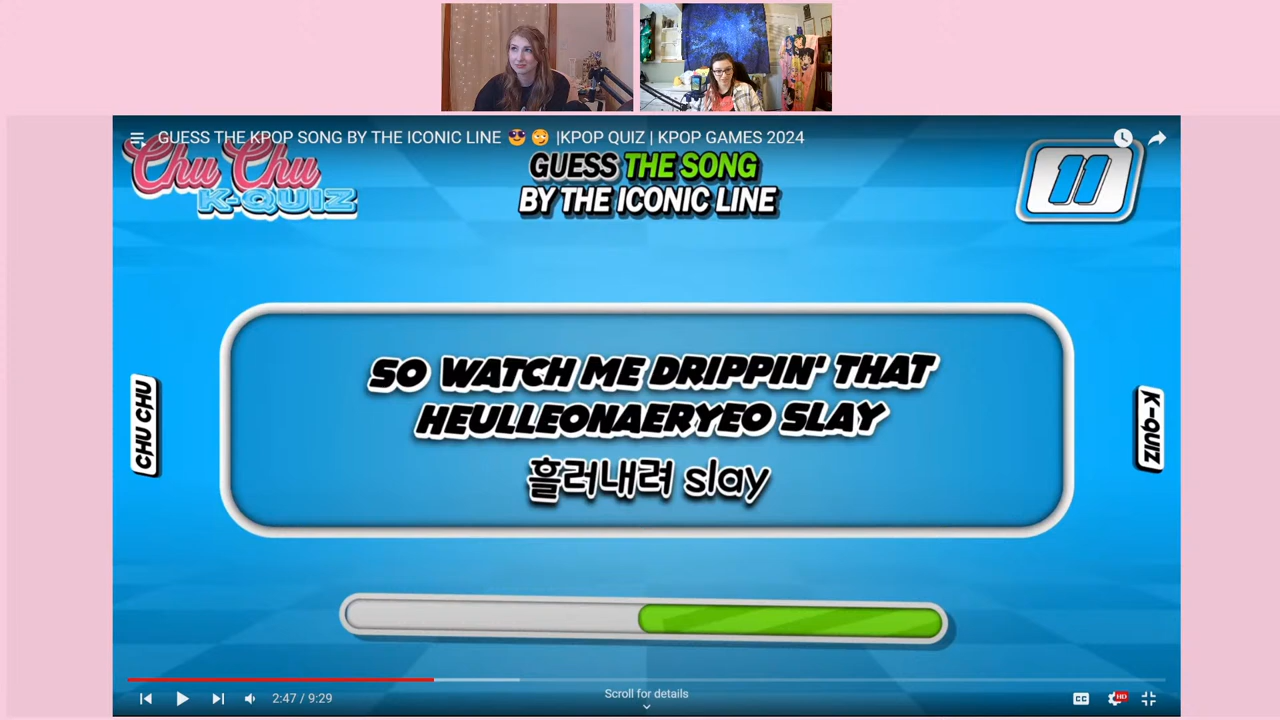 GUESS THE KPOP SONG BY THE ICONIC LINE 😎 😏 |KPOP QUIZ | KPOP GAMES 2024
Chu Chu
K-QUIZ
GUESS THE SONG
BY THE ICONIC LINE
11
SO WATCH ME DRIPPIN' THAT
HEULLEONAERYEO SLAY
흘러내려 slay
CHU CHU
K-QUIZ
2:47 / 9:29
Scroll for details
CC
HD